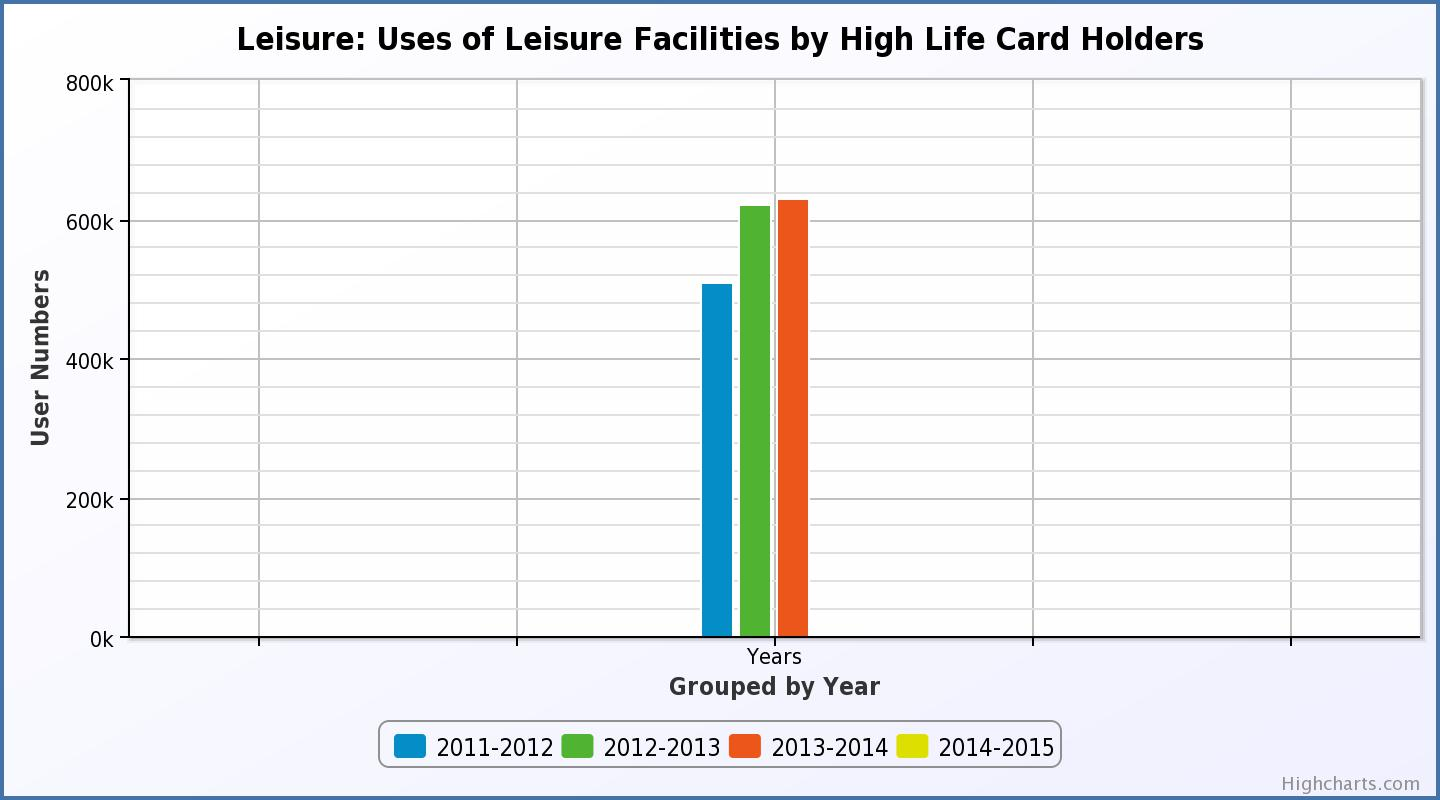 Leisure: Uses of Leisure Facilities by High Life Card Holders
800k
600k
400k
200k
0k
User Numbers
Years
Grouped by Year
2011-2012 2012-2013 2013-2014 2014-2015
Highcharts.com